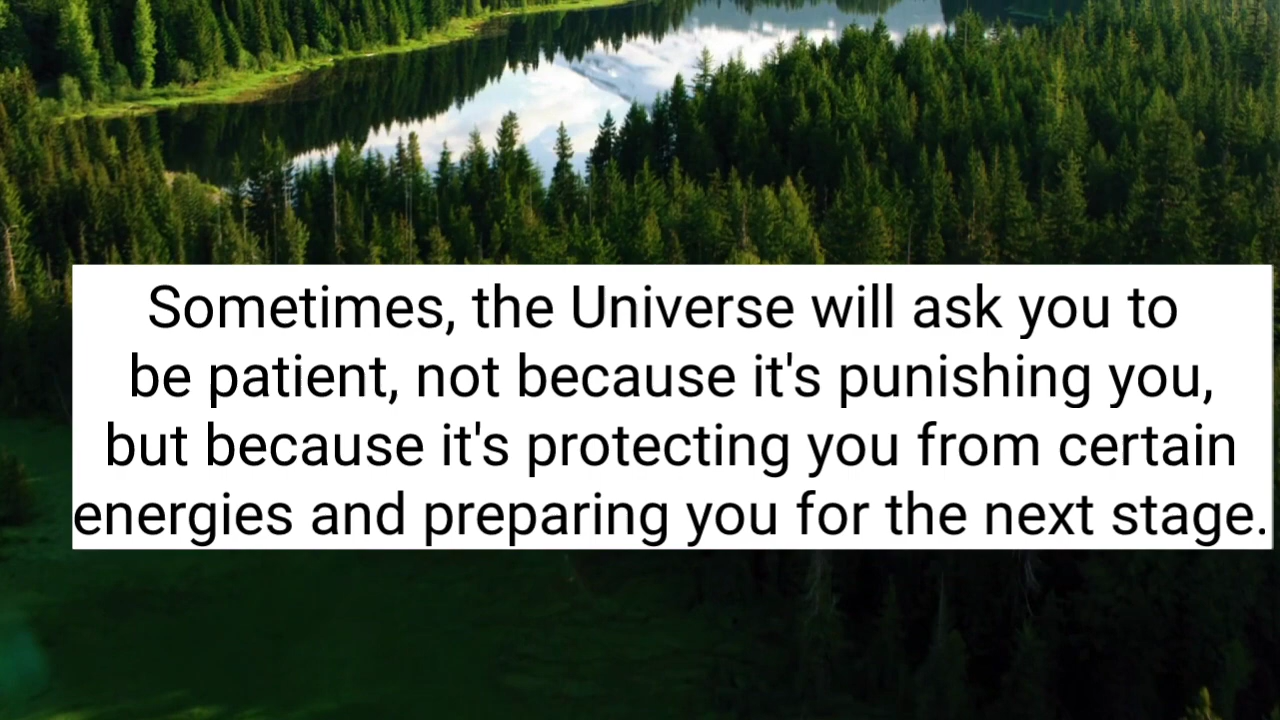 Sometimes, the Universe will ask you to
be patient, not because it's punishing you,
but because it's protecting you from certain
energies and preparing you for the next stage.